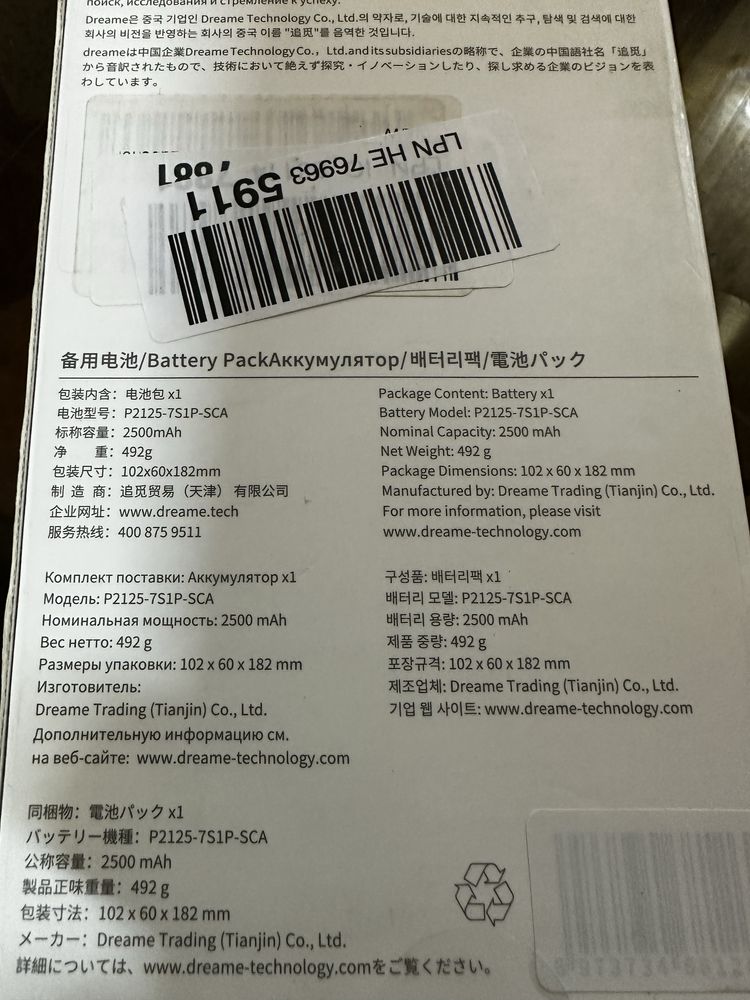 поиск, исследования и стремление к успеху.
Dreame은 중국 기업인 Dreame Technology Co., Ltd.의 약자로, 기술에 대한 지속적인 추구, 탐색 및 검색에 대한
회사의 비전을 반영하는 회사의 중국 이름 "追觅"를 음역한 것입니다.
dreameは中国企業Dreame Technology Co.，Ltd.and its subsidiariesの略称で、企業の中国語社名「追觅」
から音訳されたもので、技術において絶えず探究・イノベーションしたり、探し求める企業のビジョンを表
わしています。
LPN HE 76963 5911
备用电池/Battery PackАккумулятор/배터리팩/電池パック
包装内含：电池包 x1
电池型号：P2125-7S1P-SCA
标称容量：2500mAh
净 重：492g
包装尺寸：102x60x182mm
制 造 商：追觅贸易（天津） 有限公司
企业网址：www.dreame.tech
服务热线：400 875 9511
Package Content: Battery x1
Battery Model: P2125-7S1P-SCA
Nominal Capacity: 2500 mAh
Net Weight: 492 g
Package Dimensions: 102 x 60 x 182 mm
Manufactured by: Dreame Trading (Tianjin) Co., Ltd.
For more information, please visit
www.dreame-technology.com
Комплект поставки: Аккумулятор x1
Модель: P2125-7S1P-SCA
Номинальная мощность: 2500 mAh
Вес нетто: 492 g
Размеры упаковки: 102 x 60 x 182 mm
Изготовитель:
Dreame Trading (Tianjin) Co., Ltd.
Дополнительную информацию см.
на веб-сайте: www.dreame-technology.com
구성품: 배터리팩 x1
배터리 모델: P2125-7S1P-SCA
배터리 용량: 2500 mAh
제품 중량: 492 g
포장규격: 102 x 60 x 182 mm
제조업체: Dreame Trading (Tianjin) Co., Ltd.
기업 웹 사이트: www.dreame-technology.com
同梱物：電池パック x1
バッテリー機種：P2125-7S1P-SCA
公称容量：2500 mAh
製品正味重量：492 g
包装寸法：102 x 60 x 182 mm
メーカー：Dreame Trading (Tianjin) Co., Ltd.
詳細については、www.dreame-technology.comをご覧ください。